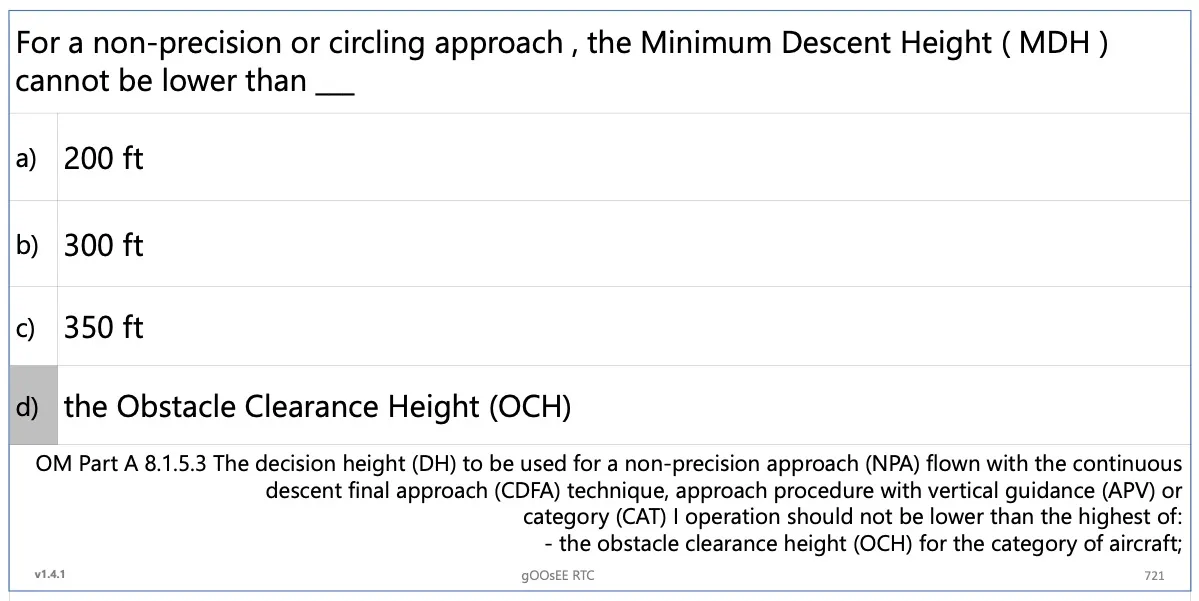 For a non-precision or circling approach , the Minimum Descent Height ( MDH )
cannot be lower than ___
a) 200 ft
b) 300 ft
c) 350 ft
d) the Obstacle Clearance Height (OCH)
OM Part A 8.1.5.3 The decision height (DH) to be used for a non-precision approach (NPA) flown with the continuous
descent final approach (CDFA) technique, approach procedure with vertical guidance (APV) or
category (CAT) I operation should not be lower than the highest of:
- the obstacle clearance height (OCH) for the category of aircraft;
v1.4.1 gOOsEE RTC 721